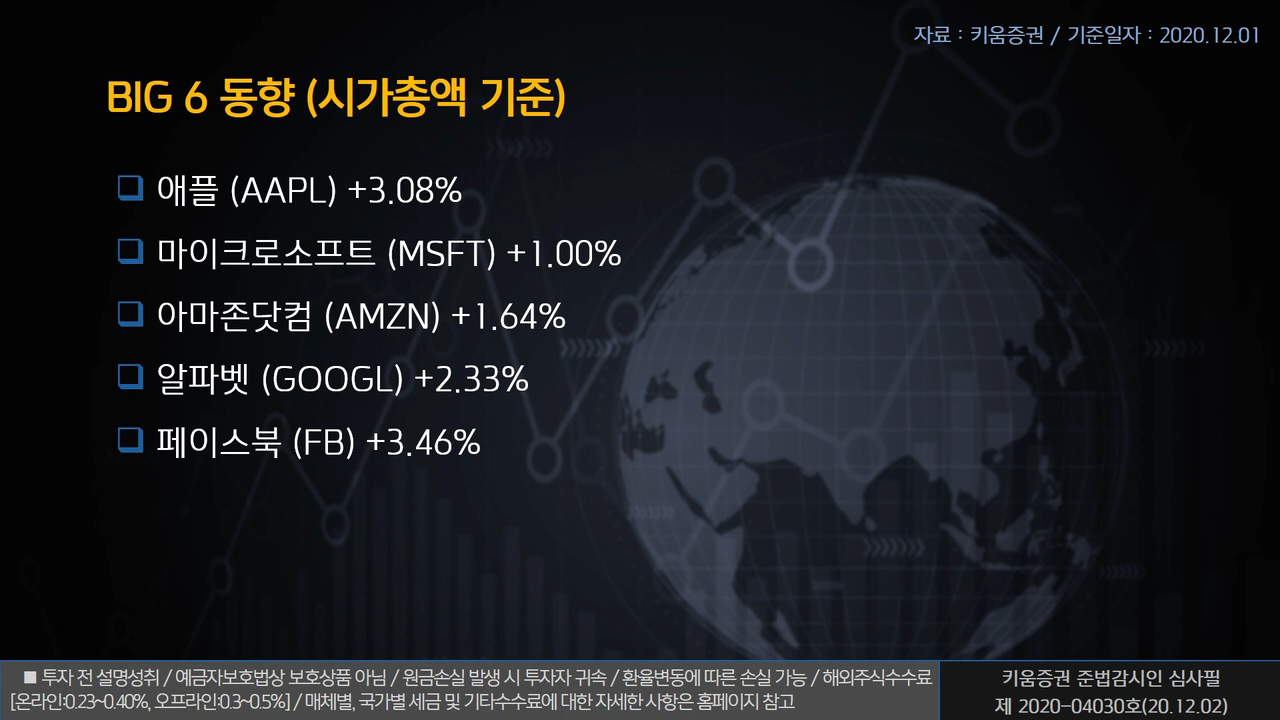 자료 : 키움증권 / 기준일자 : 2020.12.01
BIG 6 동향 (시가총액 기준)
애플 (AAPL) +3.08%
마이크로소프트 (MSFT) +1.00%
아마존닷컴 (AMZN) +1.64%
알파벳 (GOOGL) +2.33%
페이스북 (FB) +3.46%
■ 투자 전 설명성취 / 예금자보호법상 보호상품 아님 / 원금손실 발생 시 투자자 귀속 / 환율변동에 따른 손실 가능 / 해외주식수수료
[온라인:0.23~0.40%, 오프라인:0.3~0.5%] / 매체별, 국가별 세금 및 기타수수료에 대한 자세한 사항은 홈페이지 참고
키움증권 준법감시인 심사필
제 2020-04030호(20.12.02)